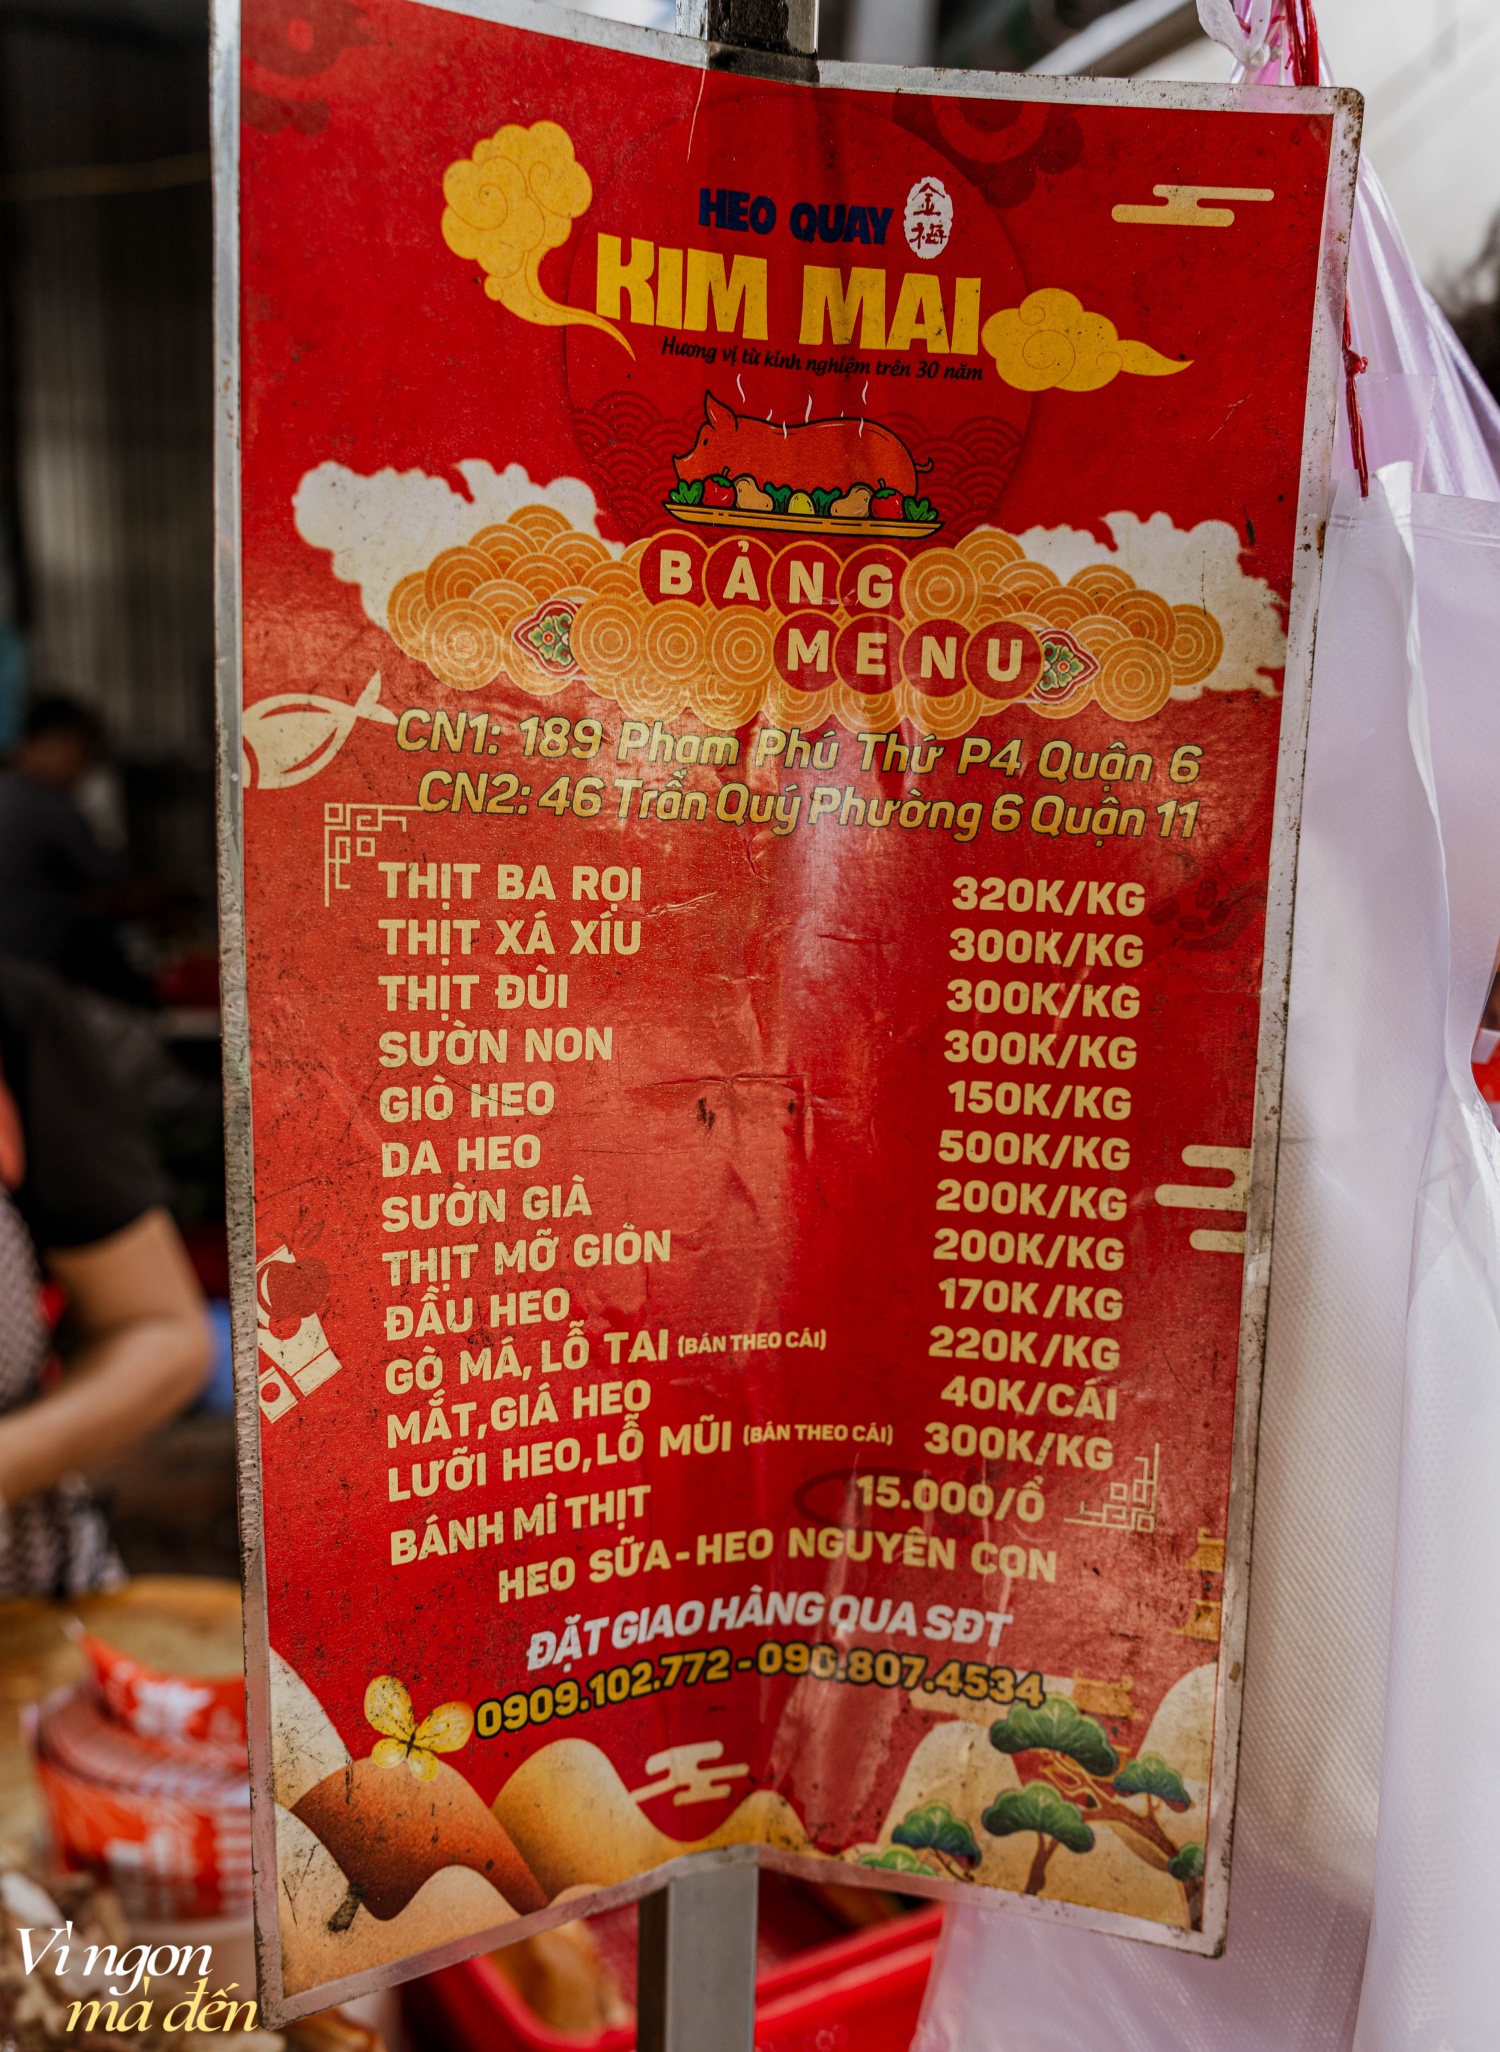 HEO QUAY 金梅
KIM MAI
Hương vị từ kinh nghiệm trên 30 năm
BẢNG
MENU
CN1: 189 Phạm Phú Thứ P4 Quận 6
CN2: 46 Trần Quý Phường 6 Quận 11
THỊT BA RỌI 320K/KG
THỊT XÁ XÍU 300K/KG
THỊT ĐÙI 300K/KG
SƯỜN NON 300K/KG
GIÒ HEO 150K/KG
DA HEO 500K/KG
SƯỜN GIÀ 200K/KG
THỊT MỠ GIÒN 200K/KG
ĐẦU HEO 170K/KG
GÒ MÁ, LỖ TAI (BÁN THEO CÁI) 220K/KG
MẮT, GIÁ HEO 40K/CÁI
LƯỠI HEO, LỖ MŨI (BÁN THEO CÁI) 300K/KG
BÁNH MÌ THỊT 15.000/Ổ
HEO SỮA - HEO NGUYÊN CON
ĐẶT GIAO HÀNG QUA SĐT
0909.102.772 - 090.807.4534
Vì ngon
mà đến